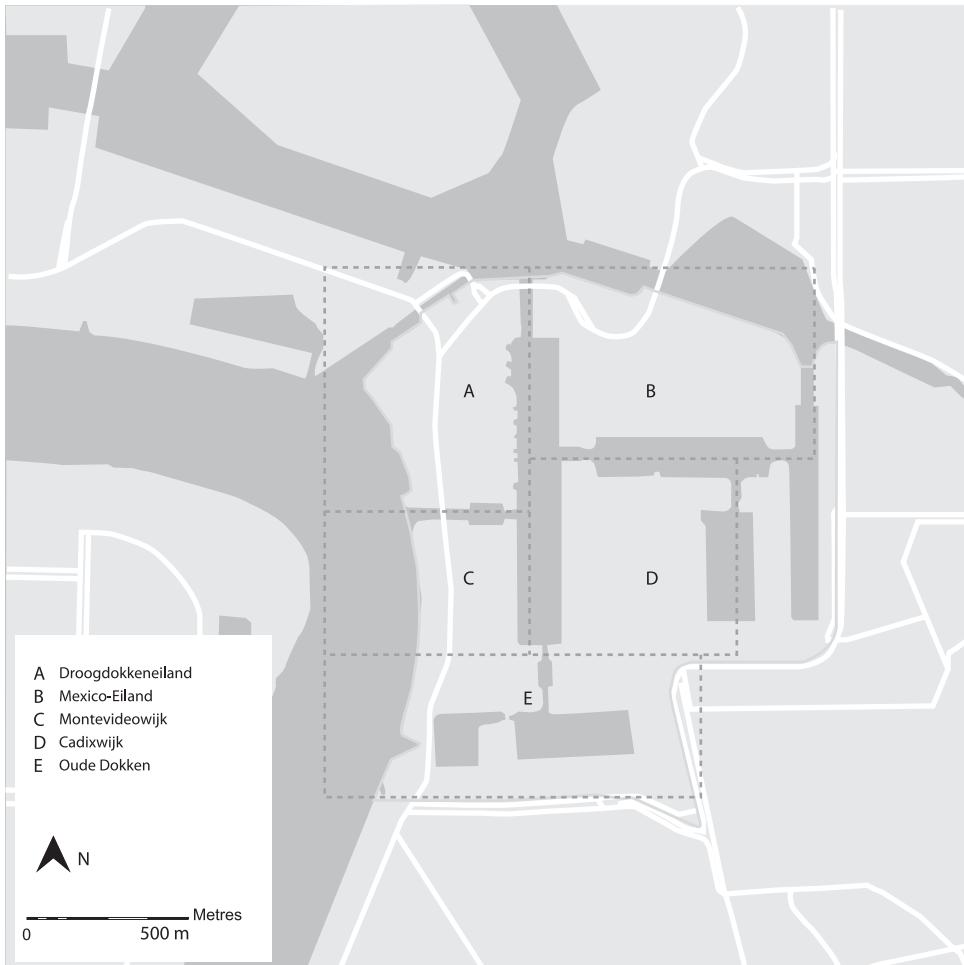 A
B
C
D
E
A Droogdokkeneiland
B Mexico-Eiland
C Montevideowijk
D Cadixwijk
E Oude Dokken
N
Metres
0 500 m